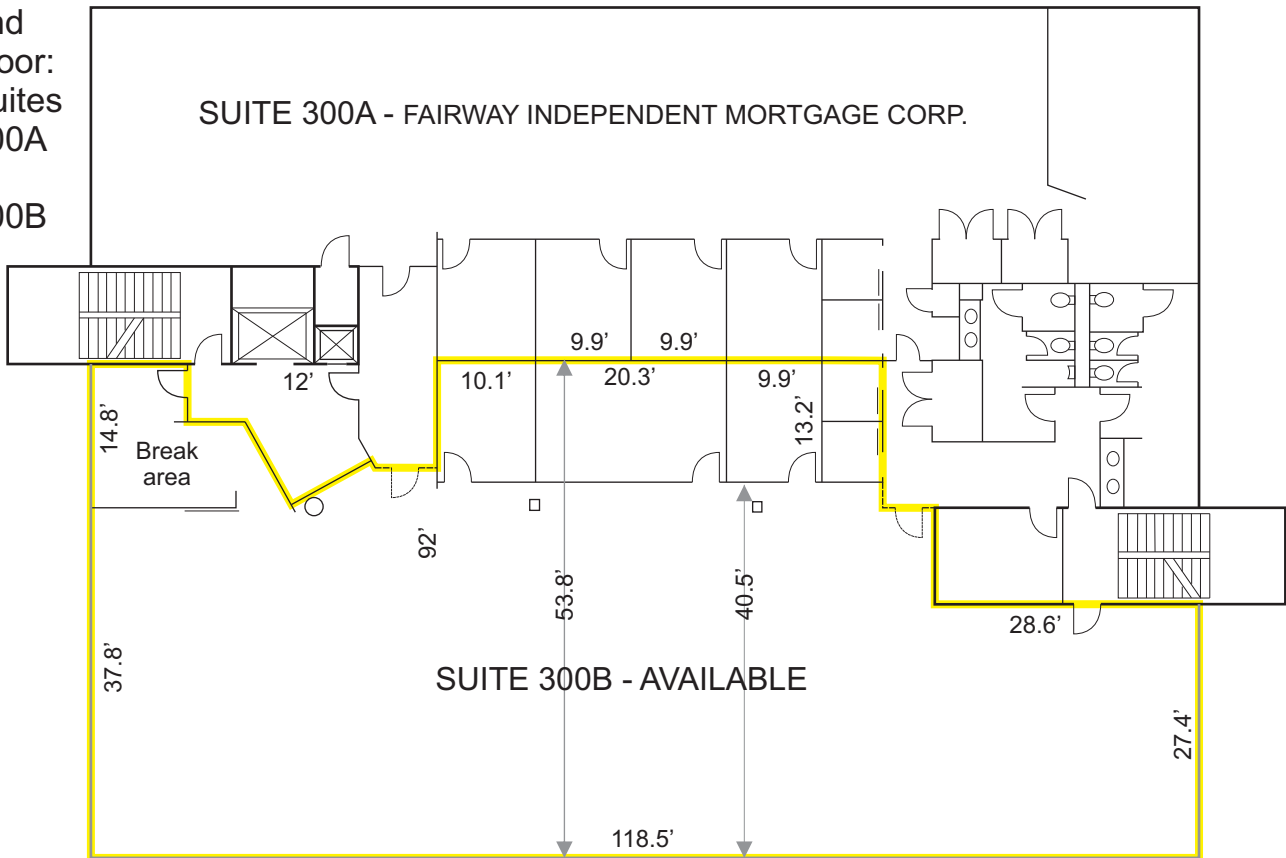 nd
oor:
uites
00A
00B
SUITE 300A - FAIRWAY INDEPENDENT MORTGAGE CORP.
9.9’ 9.9’
12’ 10.1’ 20.3’ 9.9’
14.8’
13.2’
Break
area
92’
53.8’
40.5’
28.6’
37.8’
SUITE 300B - AVAILABLE
27.4’
118.5’